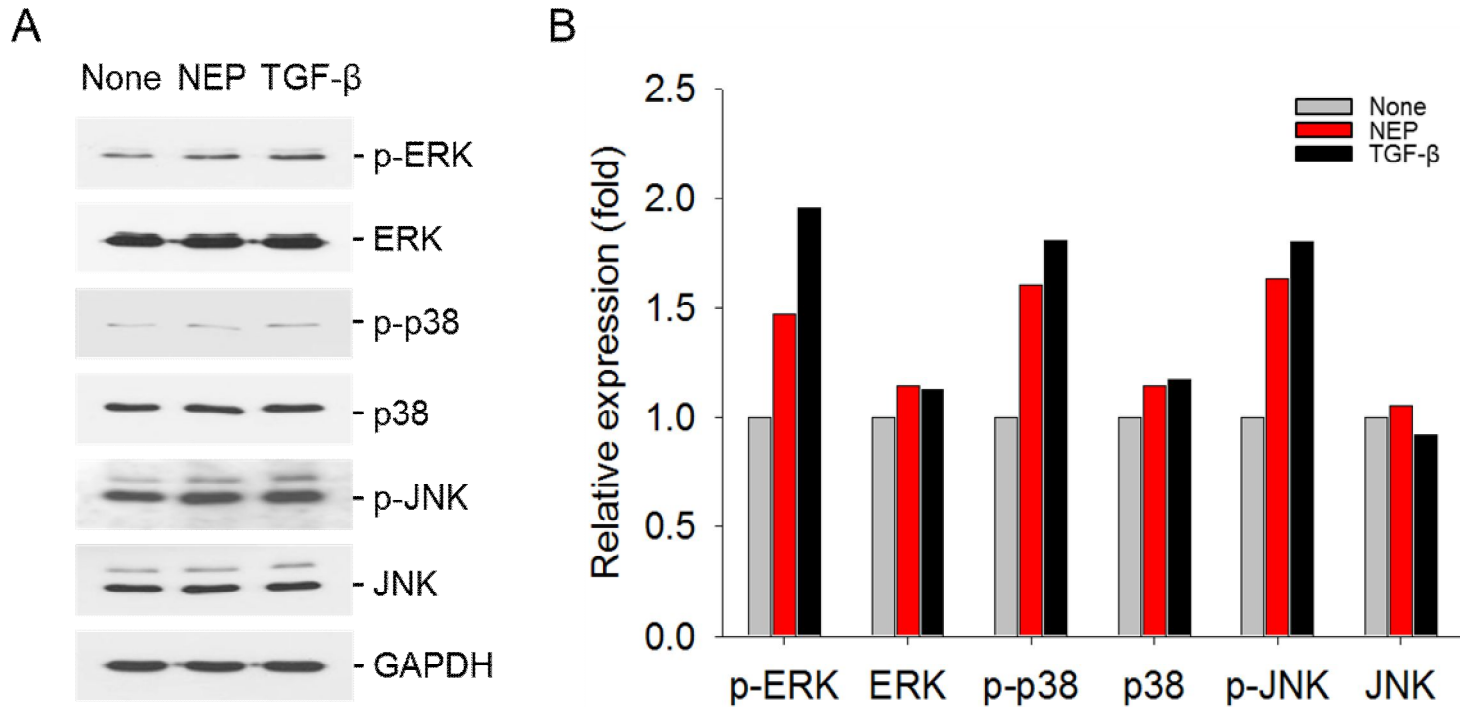 A
None NEP TGF-β
p-ERK
ERK
p-p38
p38
p-JNK
JNK
GAPDH
B
Relative expression (fold)
2.5
2.0
1.5
1.0
0.5
0.0
None
NEP
TGF-β
p-ERK ERK p-p38 p38 p-JNK JNK